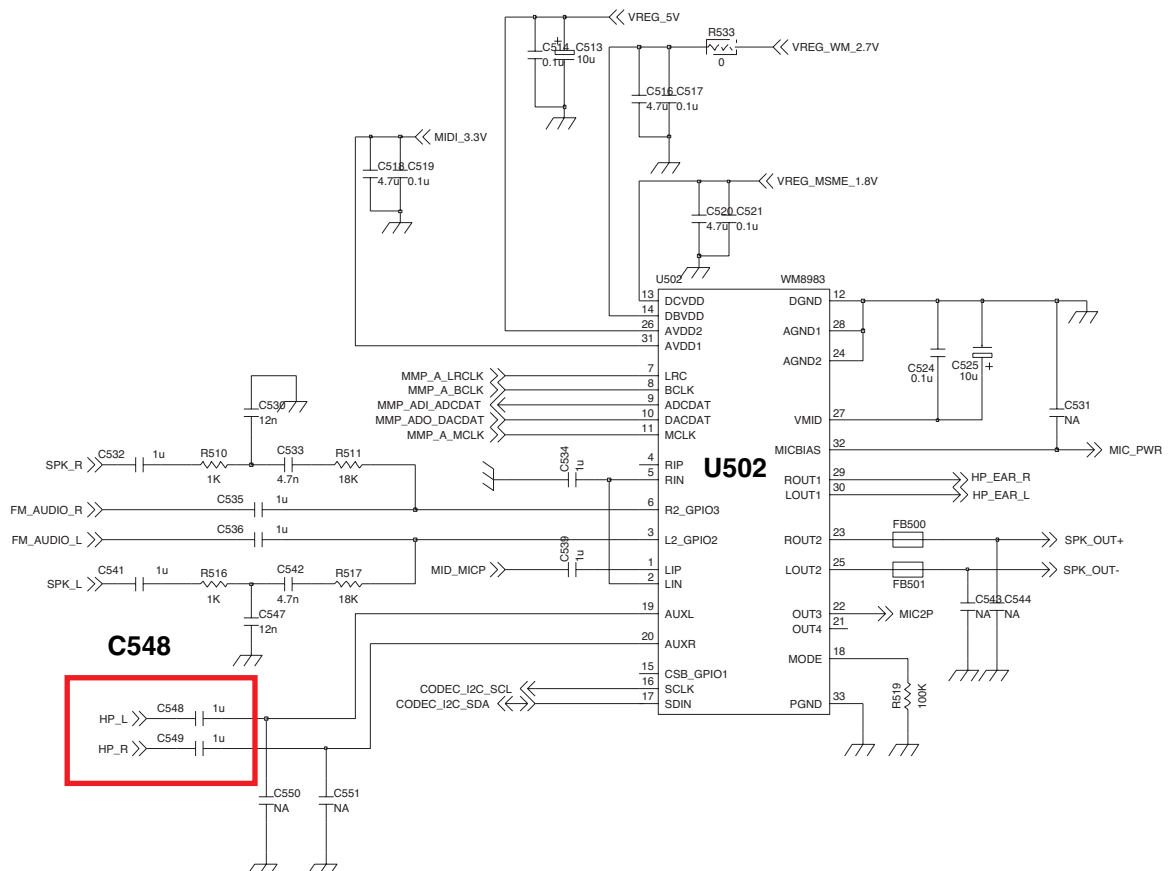 VREG_5V
C514 C513
0.1u 10u
+
R533
0
VREG_WM_2.7V
C516 C517
4.7u 0.1u
MIDI_3.3V
C518 C519
4.7u 0.1u
VREG_MSME_1.8V
C520 C521
4.7u 0.1u
U502 WM8983
13 DCVDD DGND 12
14 DBVDD
26 AVDD2 AGND1 28
31 AVDD1
AGND2 24
C524
0.1u
C525
10u
+
MMP_A_LRCLK 7 LRC
MMP_A_BCLK 8 BCLK
MMP_ADI_ADCDAT 9 ADCDAT
MMP_ADO_DACDAT 10 DACDAT VMID 27
MMP_A_MCLK 11 MCLK
C531
NA
MICBIAS 32 MIC_PWR
C530
12n
SPK_R C532 1u R510 1K C533 4.7n R511 18K
C534 1u
4 RIP
5 RIN
U502
ROUT1 29 HP_EAR_R
LOUT1 30 HP_EAR_L
FM_AUDIO_R C535 1u 6 R2_GPIO3
FM_AUDIO_L C536 1u 3 L2_GPIO2
ROUT2 23 FB500 SPK_OUT+
MID_MICP C539 1u 1 LIP
2 LIN
LOUT2 25 FB501 SPK_OUT-
SPK_L C541 1u R516 1K C542 4.7n R517 18K
C547
12n
C543 C544
NA NA
19 AUXL OUT3 22 MIC2P
OUT4 21
20 AUXR
MODE 18
R519
100K
15 CSB_GPIO1
CODEC_I2C_SCL 16 SCLK
CODEC_I2C_SDA 17 SDIN PGND 33
C548
HP_L C548 1u
HP_R C549 1u
C550 C551
NA NA